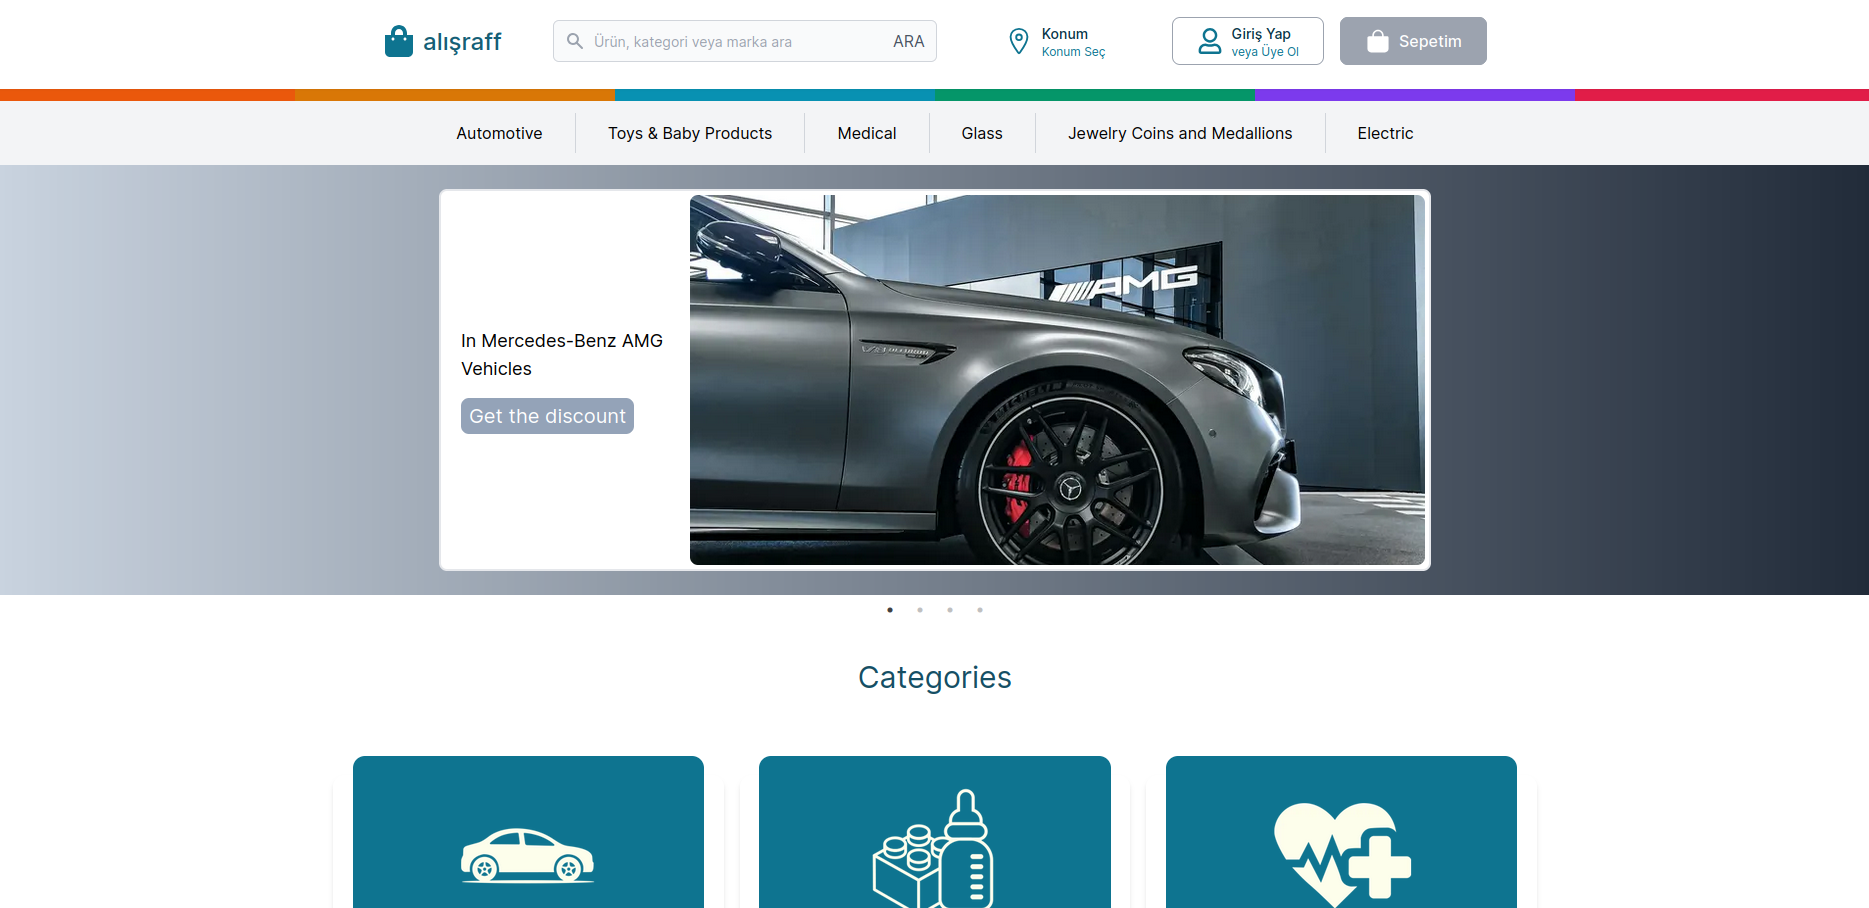 alışraff
Ürün, kategori veya marka ara
ARA
Konum
Konum Seç
Giriş Yap
veya Üye Ol
Sepetim
Automotive
Toys & Baby Products
Medical
Glass
Jewelry Coins and Medallions
Electric
In Mercedes-Benz AMG
Vehicles
Get the discount
AMG
Categories